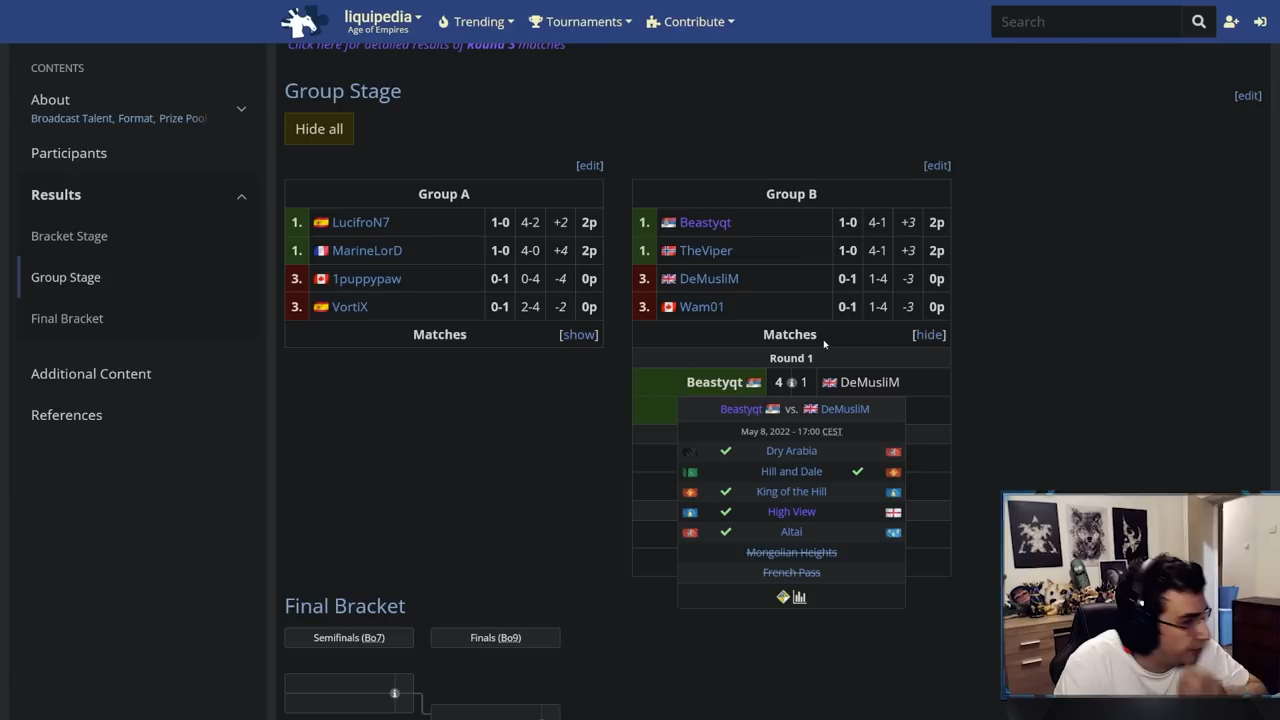 liquipedia
Age of Empires
Trending
Tournaments
Contribute
Search
Click here for detailed results of Round 3 matches
CONTENTS
About
Broadcast Talent, Format, Prize Pool
Participants
Results
Bracket Stage
Group Stage
Final Bracket
Additional Content
References
Group Stage
[edit]
Hide all
[edit]
Group A
1. LucifroN7 1-0 4-2 +2 2p
1. MarineLorD 1-0 4-0 +4 2p
3. 1puppypaw 0-1 0-4 -4 0p
3. VortiX 0-1 2-4 -2 0p
Matches [show]
[edit]
Group B
1. Beastyqt 1-0 4-1 +3 2p
1. TheViper 1-0 4-1 +3 2p
3. DeMusliM 0-1 1-4 -3 0p
3. Wam01 0-1 1-4 -3 0p
Matches [hide]
Round 1
Beastyqt 4 1 DeMusliM
Beastyqt vs. DeMusliM
May 8, 2022 - 17:00 CEST
Dry Arabia
Hill and Dale
King of the Hill
High View
Altai
Mongolian Heights
French Pass
Final Bracket
Semifinals (Bo7)
Finals (Bo9)